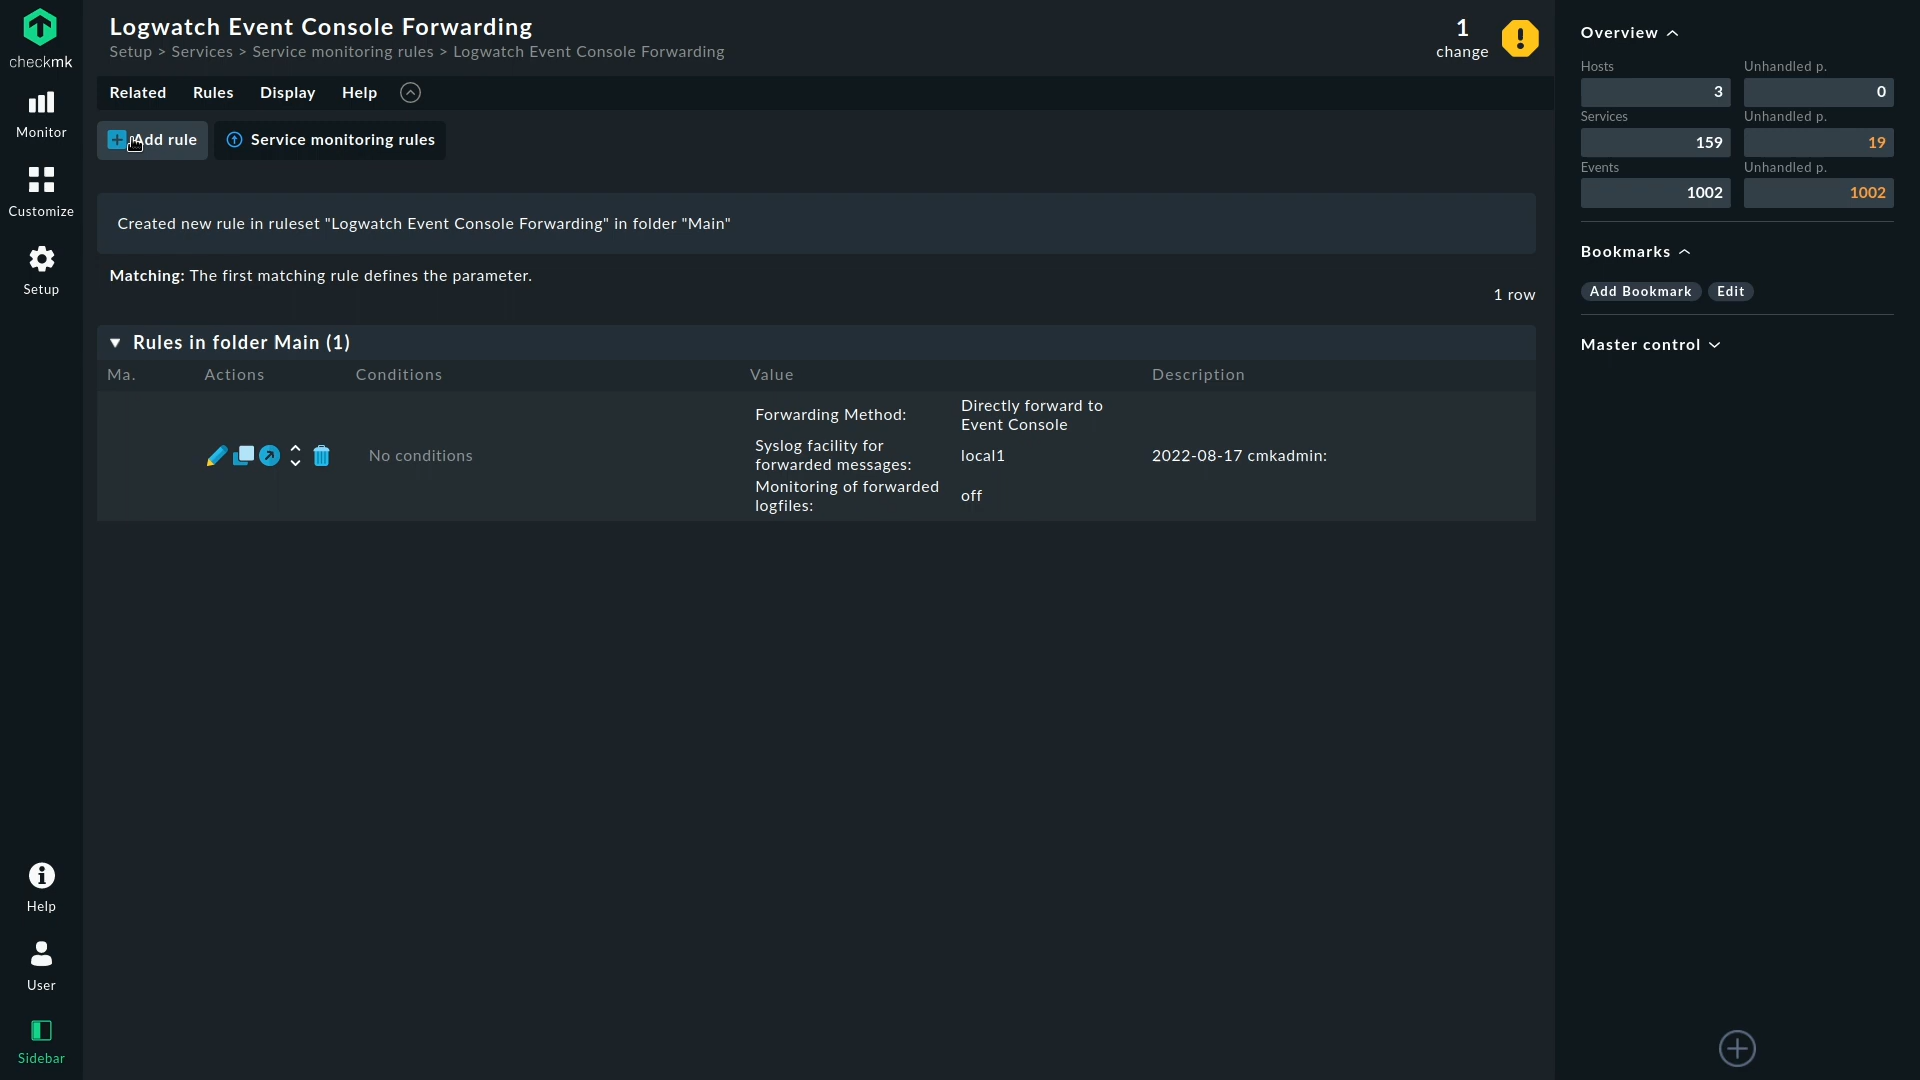 checkmk
Monitor
Customize
Setup
Help
User
Sidebar
Logwatch Event Console Forwarding
Setup > Services > Service monitoring rules > Logwatch Event Console Forwarding
1
change
Related Rules Display Help
Add rule Service monitoring rules
Created new rule in ruleset "Logwatch Event Console Forwarding" in folder "Main"
Matching: The first matching rule defines the parameter.
1 row
Rules in folder Main (1)
Ma. Actions Conditions Value Description
No conditions
Forwarding Method:
Directly forward to
Event Console
Syslog facility for
forwarded messages:
local1
Monitoring of forwarded
logfiles:
off
2022-08-17 cmkadmin:
Overview
Hosts Unhandled p.
3 0
Services Unhandled p.
159 19
Events Unhandled p.
1002 1002
Bookmarks
Add Bookmark Edit
Master control